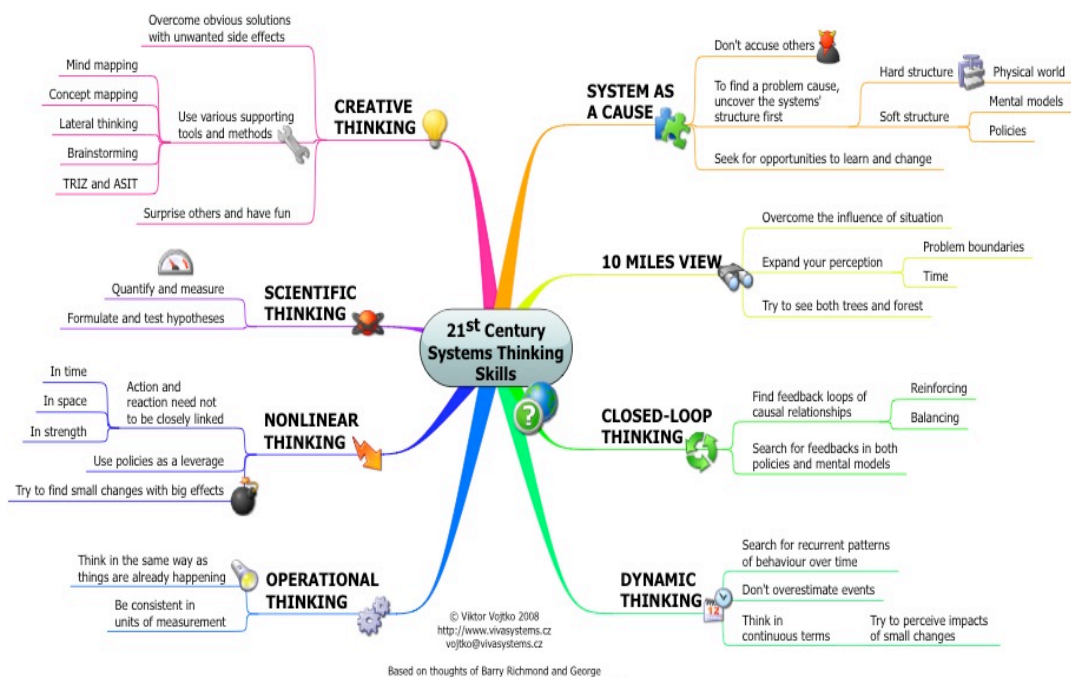 21st Century
Systems Thinking
Skills
CREATIVE
THINKING
Overcome obvious solutions
with unwanted side effects
Use various supporting
tools and methods
Mind mapping
Concept mapping
Lateral thinking
Brainstorming
TRIZ and ASIT
Surprise others and have fun
SCIENTIFIC
THINKING
Quantify and measure
Formulate and test hypotheses
NONLINEAR
THINKING
Action and
reaction need not
to be closely linked
In time
In space
In strength
Use policies as a leverage
Try to find small changes with big effects
OPERATIONAL
THINKING
Think in the same way as
things are already happening
Be consistent in
units of measurement
SYSTEM AS
A CAUSE
Don't accuse others
To find a problem cause,
uncover the systems'
structure first
Hard structure
Physical world
Soft structure
Mental models
Policies
Seek for opportunities to learn and change
10 MILES VIEW
Overcome the influence of situation
Expand your perception
Problem boundaries
Time
Try to see both trees and forest
CLOSED-LOOP
THINKING
Find feedback loops of
causal relationships
Reinforcing
Balancing
Search for feedbacks in both
policies and mental models
DYNAMIC
THINKING
12
Search for recurrent patterns
of behaviour over time
Don't overestimate events
Think in
continuous terms
Try to perceive impacts
of small changes
?
© Viktor Vojtko 2008
http://www.vivasystems.cz
vojtko@vivasystems.cz
Based on thoughts of Barry Richmond and George